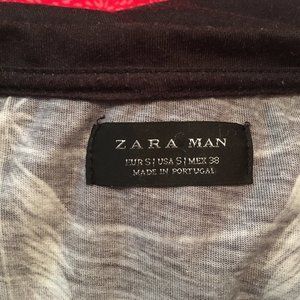 ZARA MAN
EUR S | USA S | MEX 38
MADE IN PORTUGAL